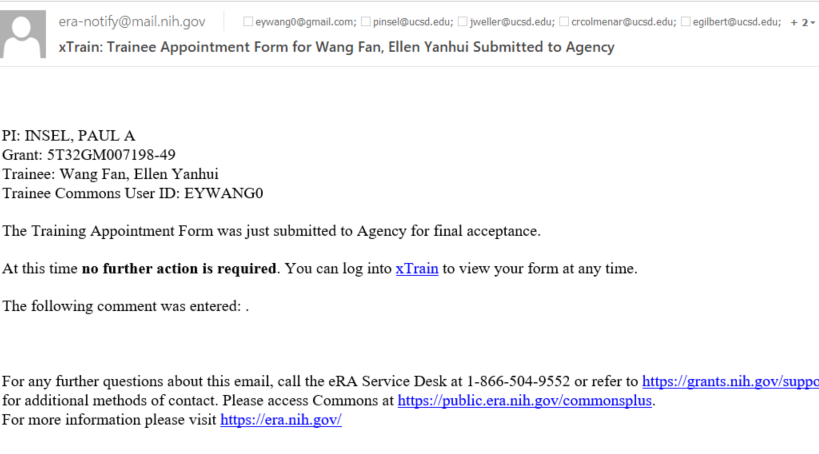 era-notify@mail.nih.gov
eywang0@gmail.com; pinsel@ucsd.edu; jweller@ucsd.edu; crcolmenar@ucsd.edu; egilbert@ucsd.edu; + 2
xTrain: Trainee Appointment Form for Wang Fan, Ellen Yanhui Submitted to Agency
PI: INSEL, PAUL A
Grant: 5T32GM007198-49
Trainee: Wang Fan, Ellen Yanhui
Trainee Commons User ID: EYWANG0
The Training Appointment Form was just submitted to Agency for final acceptance.
At this time no further action is required. You can log into xTrain to view your form at any time.
The following comment was entered: .
For any further questions about this email, call the eRA Service Desk at 1-866-504-9552 or refer to https://grants.nih.gov/suppo
for additional methods of contact. Please access Commons at https://public.era.nih.gov/commonsplus.
For more information please visit https://era.nih.gov/